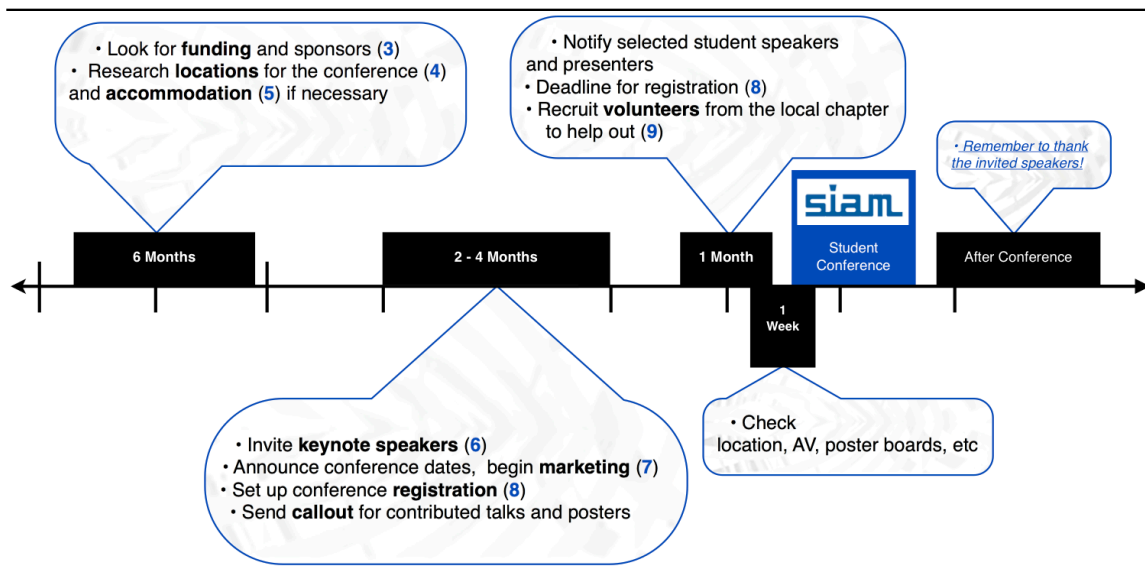 • Look for funding and sponsors (3)
• Research locations for the conference (4)
and accommodation (5) if necessary
• Notify selected student speakers
and presenters
• Deadline for registration (8)
• Recruit volunteers from the local chapter
to help out (9)
• Remember to thank
the invited speakers!
6 Months
2 - 4 Months
1 Month
siam
Student
Conference
After Conference
1
Week
• Invite keynote speakers (6)
• Announce conference dates, begin marketing (7)
• Set up conference registration (8)
• Send callout for contributed talks and posters
• Check
location, AV, poster boards, etc